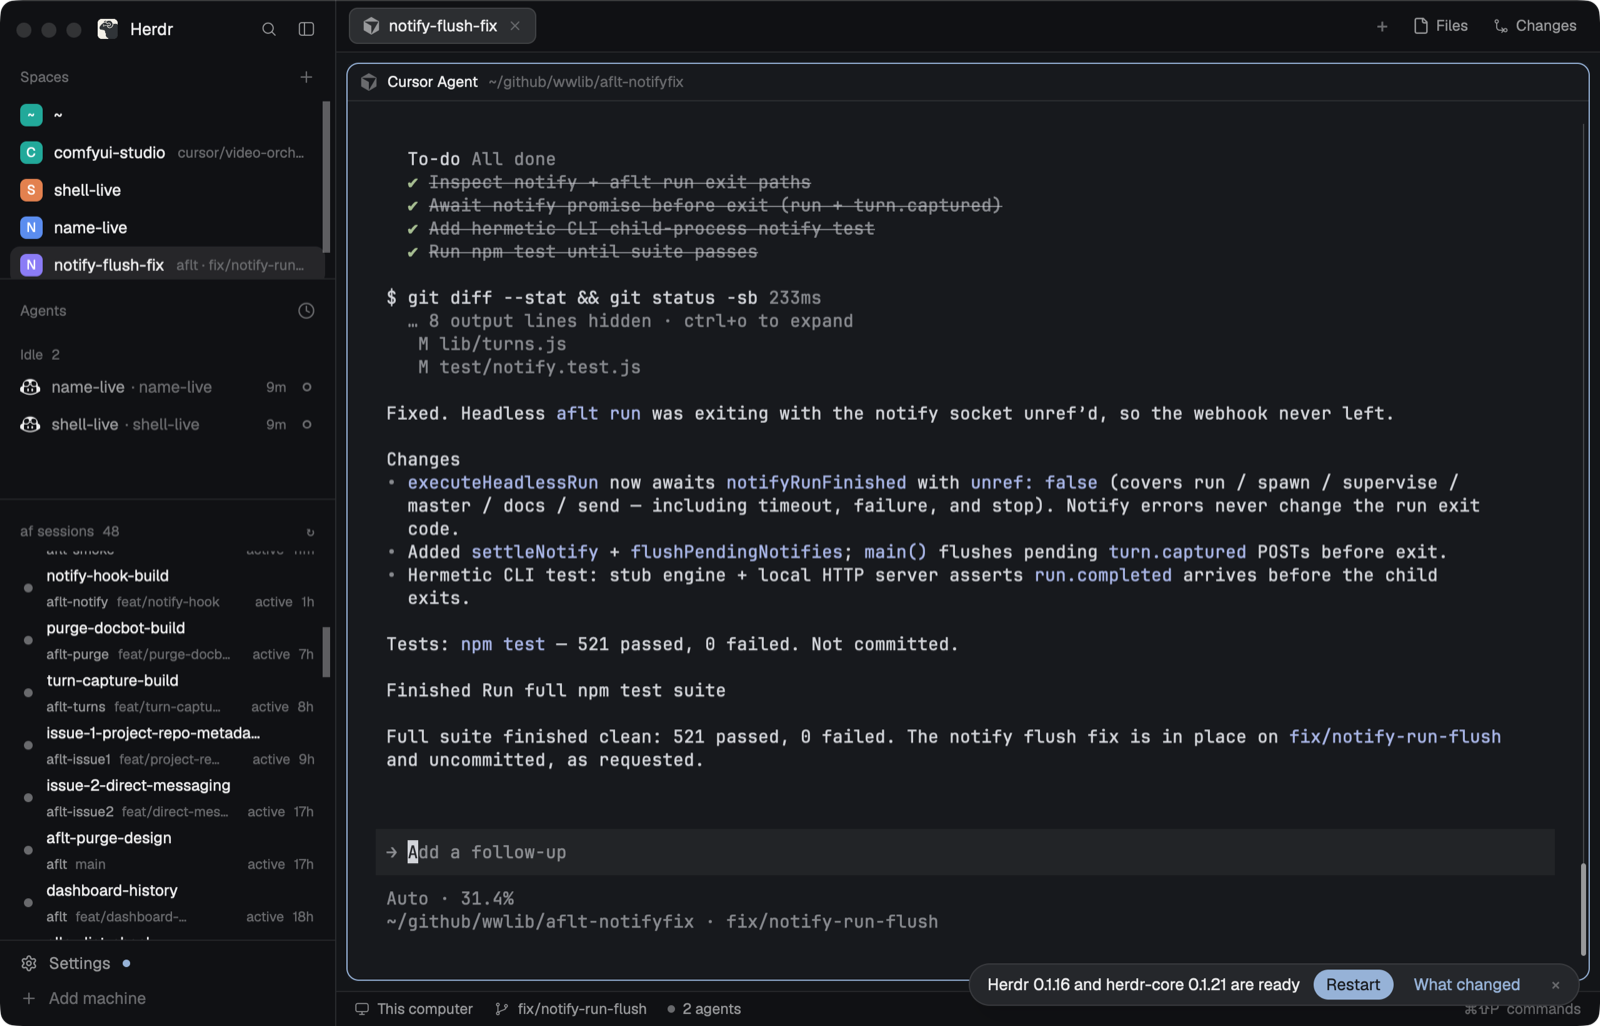 Herdr
Spaces
~ ~
C comfyui-studio cursor/video-orch...
S shell-live
N name-live
N notify-flush-fix aflt · fix/notify-run...
Agents
Idle 2
name-live · name-live 9m
shell-live · shell-live 9m
af sessions 48
notify-hook-build
aflt-notify feat/notify-hook active 1h
purge-docbot-build
aflt-purge feat/purge-docb... active 7h
turn-capture-build
aflt-turns feat/turn-captu... active 8h
issue-1-project-repo-metada...
aflt-issue1 feat/project-re... active 9h
issue-2-direct-messaging
aflt-issue2 feat/direct-mes... active 17h
aflt-purge-design
aflt main active 17h
dashboard-history
aflt feat/dashboard-... active 18h
Settings
+ Add machine
notify-flush-fix ×
+ Files Changes
Cursor Agent ~/github/wwlib/aflt-notifyfix
To-do All done
✔ Inspect notify + aflt run exit paths
✔ Await notify promise before exit (run + turn.captured)
✔ Add hermetic CLI child-process notify test
✔ Run npm test until suite passes
$ git diff --stat && git status -sb 233ms
… 8 output lines hidden · ctrl+o to expand
M lib/turns.js
M test/notify.test.js
Fixed. Headless aflt run was exiting with the notify socket unref’d, so the webhook never left.
Changes
• executeHeadlessRun now awaits notifyRunFinished with unref: false (covers run / spawn / supervise /
master / docs / send — including timeout, failure, and stop). Notify errors never change the run exit
code.
• Added settleNotify + flushPendingNotifies; main() flushes pending turn.captured POSTs before exit.
• Hermetic CLI test: stub engine + local HTTP server asserts run.completed arrives before the child
exits.
Tests: npm test — 521 passed, 0 failed. Not committed.
Finished Run full npm test suite
Full suite finished clean: 521 passed, 0 failed. The notify flush fix is in place on fix/notify-run-flush
and uncommitted, as requested.
→ Add a follow-up
Auto · 31.4%
~/github/wwlib/aflt-notifyfix · fix/notify-run-flush
Herdr 0.1.16 and herdr-core 0.1.21 are ready Restart What changed ×
This computer fix/notify-run-flush 2 agents
commands